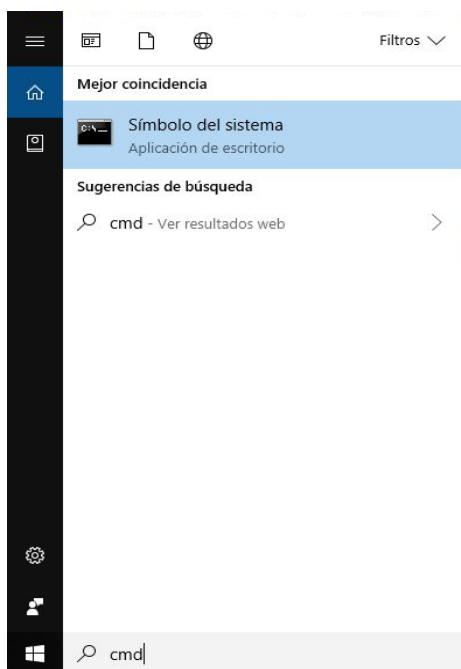 Filtros
Mejor coincidencia
C:\_
Símbolo del sistema
Aplicación de escritorio
Sugerencias de búsqueda
cmd - Ver resultados web
cmd